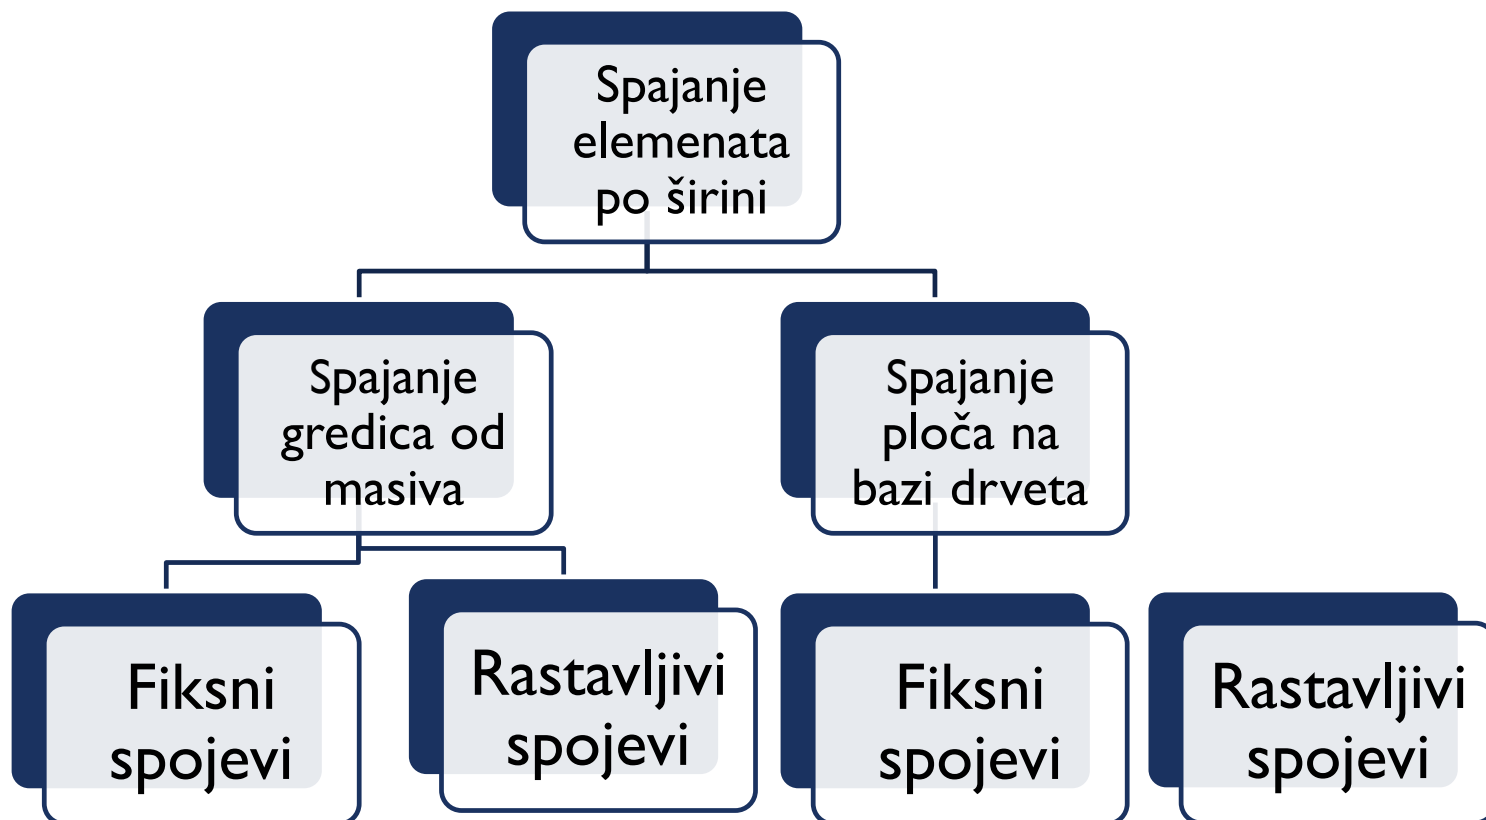 Spajanje
elemenata
po širini
Spajanje
gredica od
masiva
Spajanje
ploča na
bazi drveta
Fiksni
spojevi
Rastavljivi
spojevi
Fiksni
spojevi
Rastavljivi
spojevi